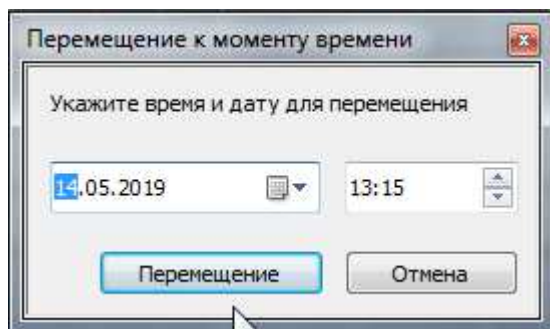 Перемещение к моменту времени
Укажите время и дату для перемещения
14.05.2019 13:15
Перемещение Отмена